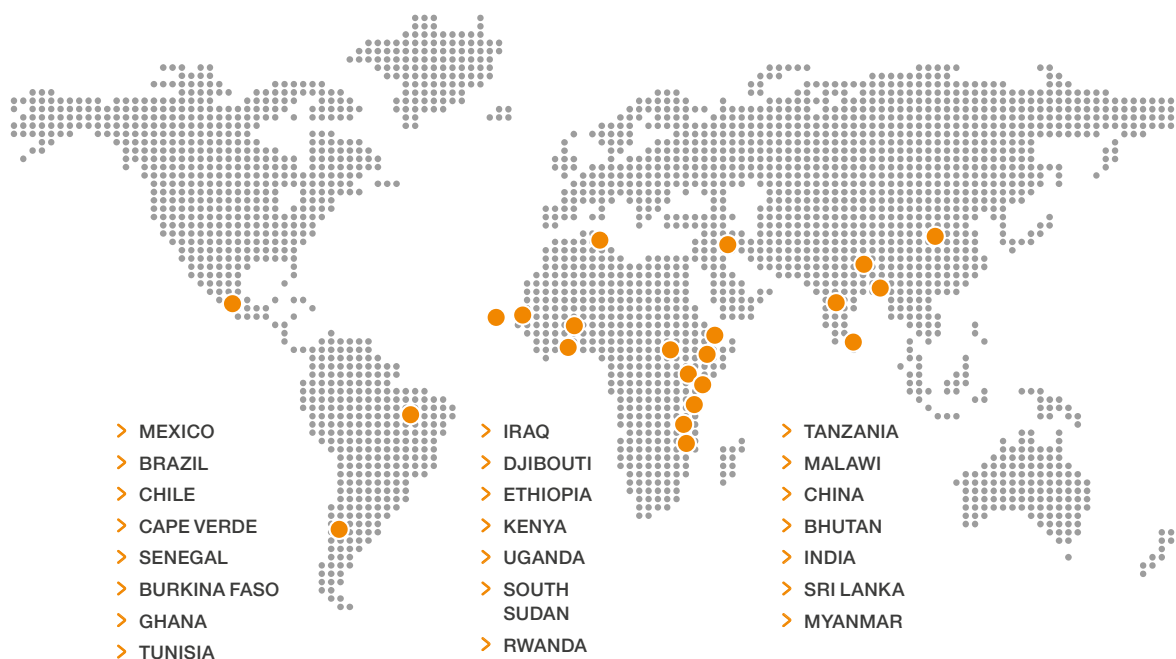 > MEXICO
> BRAZIL
> CHILE
> CAPE VERDE
> SENEGAL
> BURKINA FASO
> GHANA
> TUNISIA
> IRAQ
> DJIBOUTI
> ETHIOPIA
> KENYA
> UGANDA
> SOUTH
SUDAN
> RWANDA
> TANZANIA
> MALAWI
> CHINA
> BHUTAN
> INDIA
> SRI LANKA
> MYANMAR